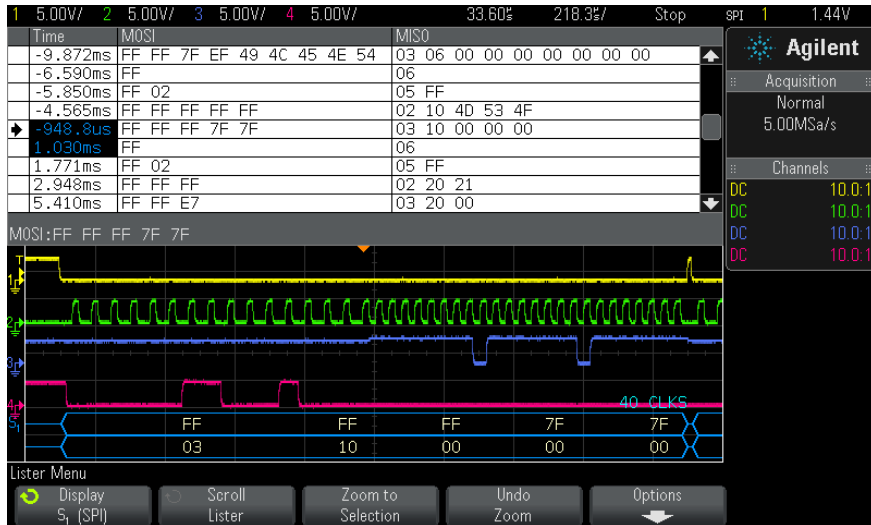 1 5.00V/ 2 5.00V/ 3 5.00V/ 4 5.00V/ 33.60s 218.3s/ Stop SPI 1 1.44V
Time MOSI MISO
-9.872ms FF FF 7F EF 49 4C 45 4E 54 03 06 00 00 00 00 00 00 00
-6.590ms FF 06
-5.850ms FF 02 05 FF
-4.565ms FF FF FF FF FF 02 10 4D 53 4F
-948.8us FF FF FF 7F 7F 03 10 00 00 00
1.030ms FF 06
1.771ms FF 02 05 FF
2.948ms FF FF FF 02 20 21
5.410ms FF FF E7 03 20 00
MOSI:FF FF FF 7F 7F
Agilent
Acquisition
Normal
5.00MSa/s
Channels
DC 10.0:1
DC 10.0:1
DC 10.0:1
DC 10.0:1
T
1
2
3
4
40 CLKS
S1 FF FF FF 7F 7F
03 10 00 00 00
Lister Menu
Display
S1 (SPI)
Scroll
Lister
Zoom to
Selection
Undo
Zoom
Options